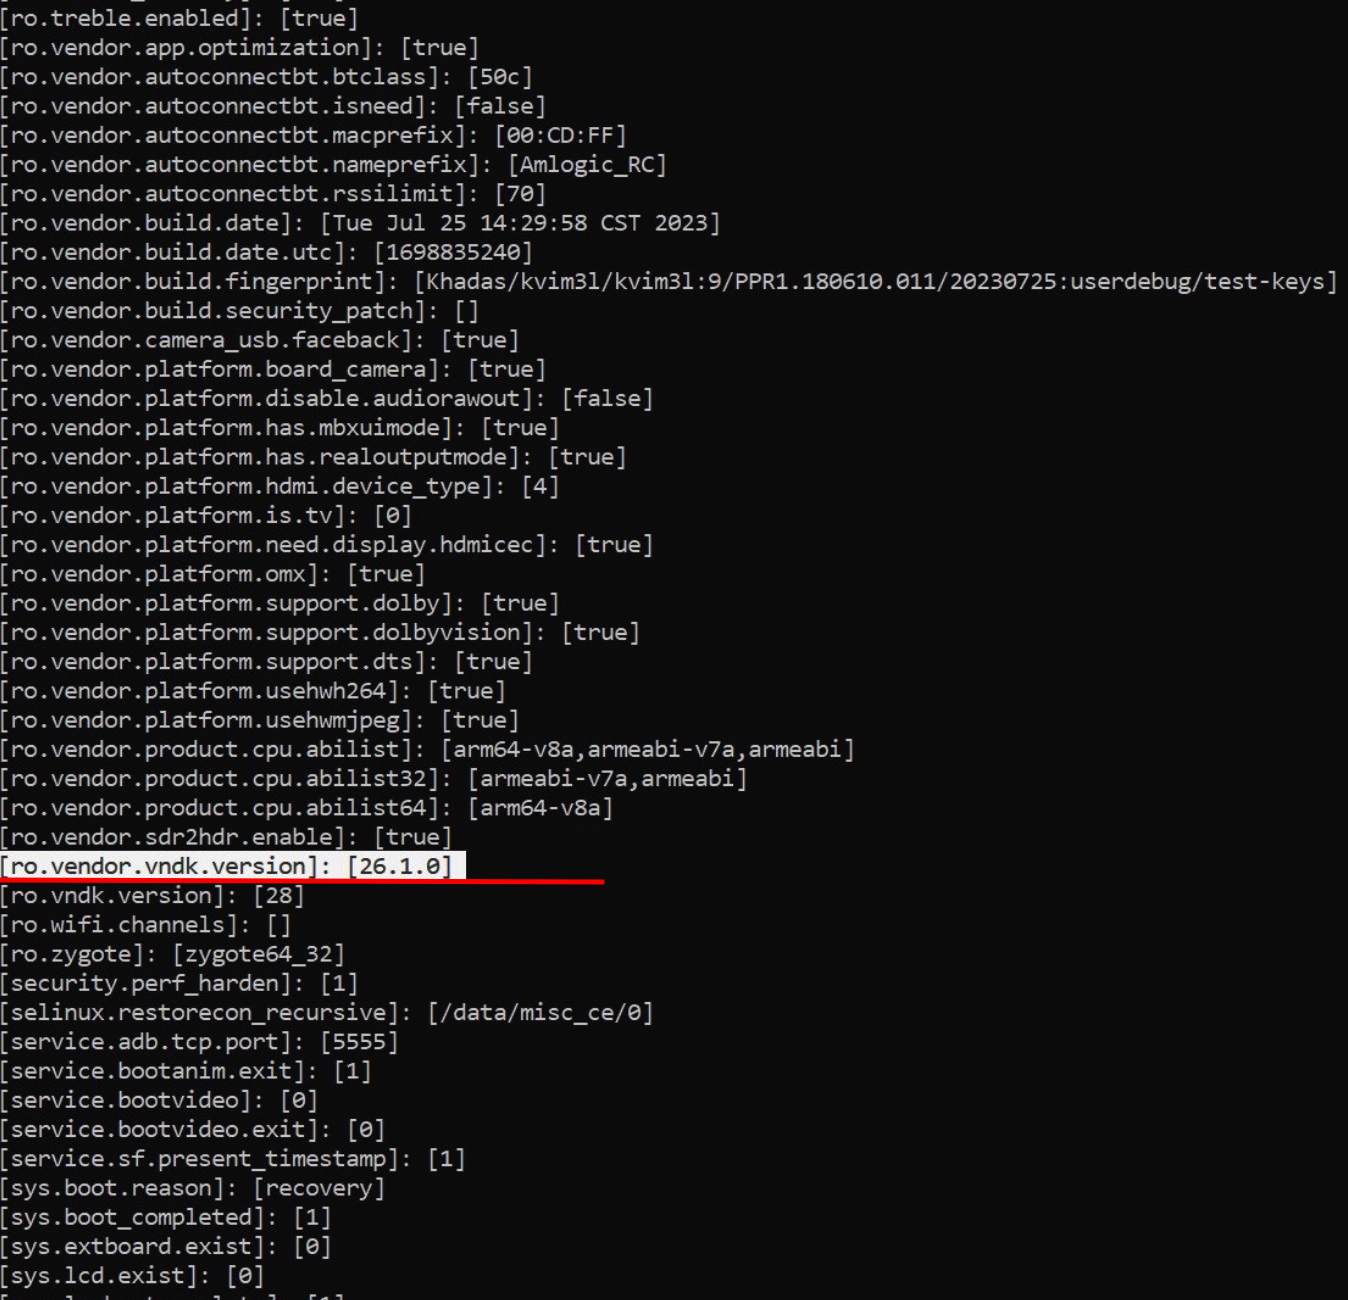 [ro.treble.enabled]: [true]
[ro.vendor.app.optimization]: [true]
[ro.vendor.autoconnectbt.btclass]: [50c]
[ro.vendor.autoconnectbt.isneed]: [false]
[ro.vendor.autoconnectbt.macprefix]: [00:CD:FF]
[ro.vendor.autoconnectbt.nameprefix]: [Amlogic_RC]
[ro.vendor.autoconnectbt.rssilimit]: [70]
[ro.vendor.build.date]: [Tue Jul 25 14:29:58 CST 2023]
[ro.vendor.build.date.utc]: [1698835240]
[ro.vendor.build.fingerprint]: [Khadas/kvim3l/kvim3l:9/PPR1.180610.011/20230725:userdebug/test-keys]
[ro.vendor.build.security_patch]: []
[ro.vendor.camera_usb.faceback]: [true]
[ro.vendor.platform.board_camera]: [true]
[ro.vendor.platform.disable.audiorawout]: [false]
[ro.vendor.platform.has.mbxuimode]: [true]
[ro.vendor.platform.has.realoutputmode]: [true]
[ro.vendor.platform.hdmi.device_type]: [4]
[ro.vendor.platform.is.tv]: [0]
[ro.vendor.platform.need.display.hdmicec]: [true]
[ro.vendor.platform.omx]: [true]
[ro.vendor.platform.support.dolby]: [true]
[ro.vendor.platform.support.dolbyvision]: [true]
[ro.vendor.platform.support.dts]: [true]
[ro.vendor.platform.usehwh264]: [true]
[ro.vendor.platform.usehwmjpeg]: [true]
[ro.vendor.product.cpu.abilist]: [arm64-v8a,armeabi-v7a,armeabi]
[ro.vendor.product.cpu.abilist32]: [armeabi-v7a,armeabi]
[ro.vendor.product.cpu.abilist64]: [arm64-v8a]
[ro.vendor.sdr2hdr.enable]: [true]
[ro.vendor.vndk.version]: [26.1.0]
[ro.vndk.version]: [28]
[ro.wifi.channels]: []
[ro.zygote]: [zygote64_32]
[security.perf_harden]: [1]
[selinux.restorecon_recursive]: [/data/misc_ce/0]
[service.adb.tcp.port]: [5555]
[service.bootanim.exit]: [1]
[service.bootvideo]: [0]
[service.bootvideo.exit]: [0]
[service.sf.present_timestamp]: [1]
[sys.boot.reason]: [recovery]
[sys.boot_completed]: [1]
[sys.extboard.exist]: [0]
[sys.lcd.exist]: [0]